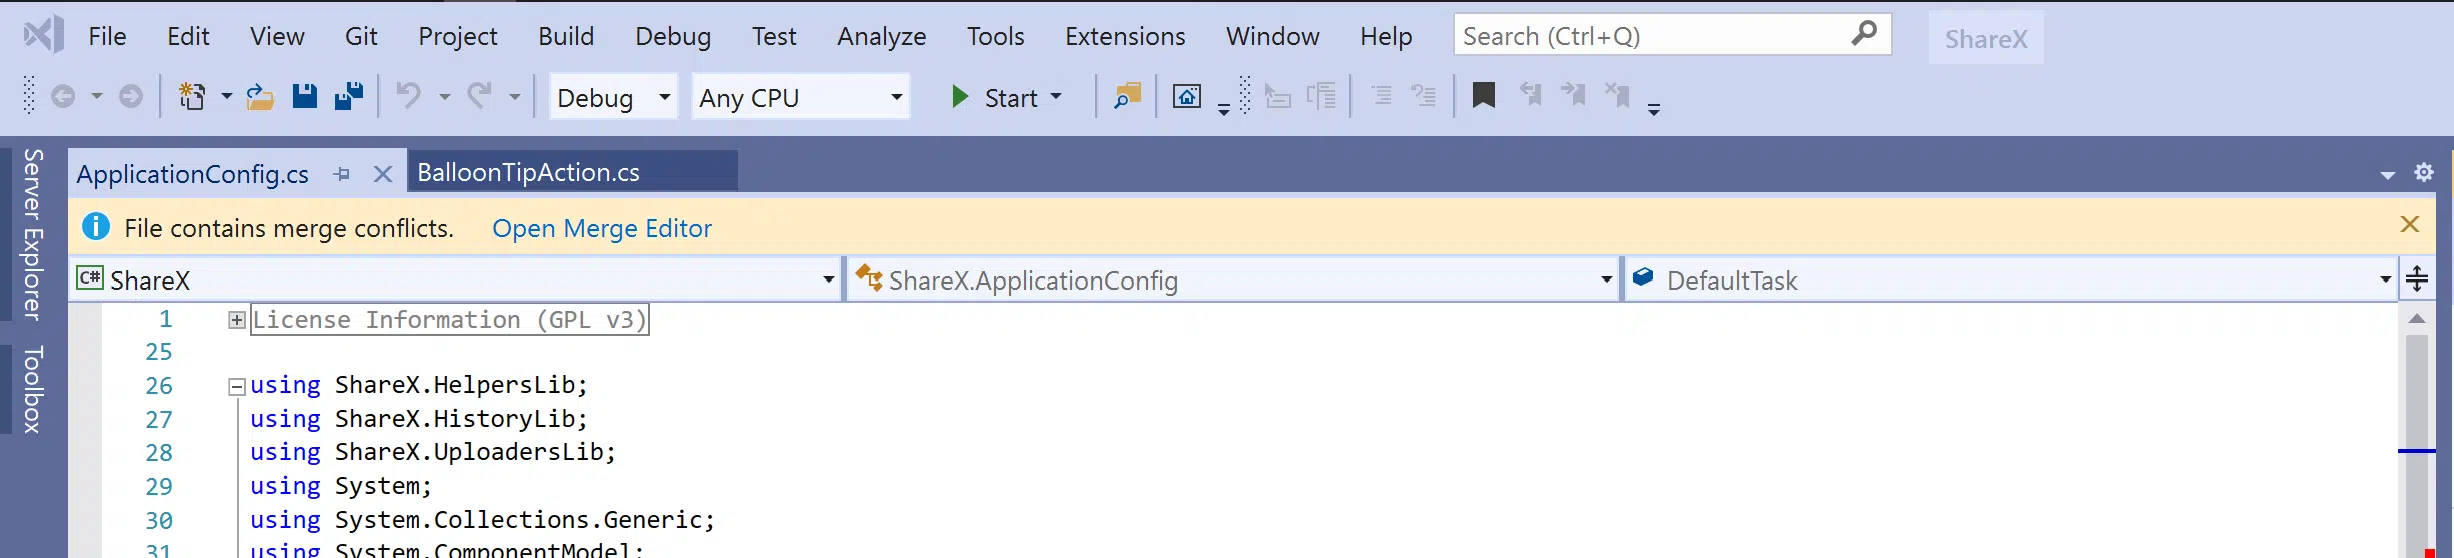 File Edit View Git Project Build Debug Test Analyze Tools Extensions Window Help Search (Ctrl+Q) ShareX
Debug Any CPU Start
Server Explorer
Toolbox
ApplicationConfig.cs BalloonTipAction.cs
File contains merge conflicts. Open Merge Editor
C# ShareX ShareX.ApplicationConfig DefaultTask
1 License Information (GPL v3)
25
26 using ShareX.HelpersLib;
27 using ShareX.HistoryLib;
28 using ShareX.UploadersLib;
29 using System;
30 using System.Collections.Generic;
31 using System.ComponentModel;